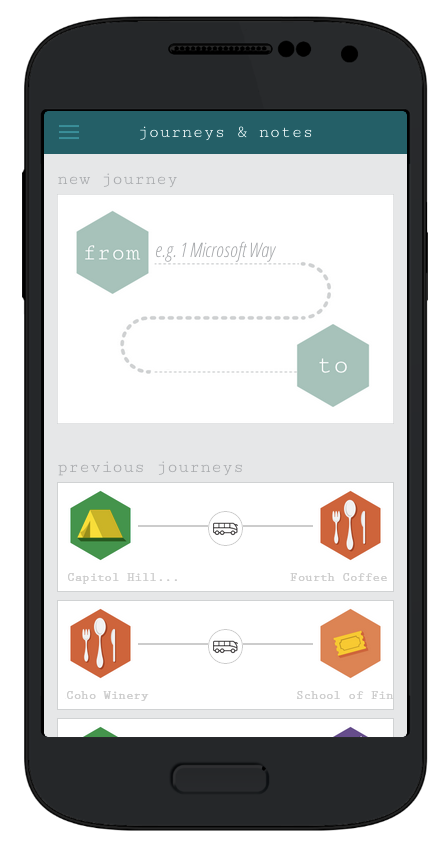 journeys & notes
new journey
from
e.g. 1 Microsoft Way
to
previous journeys
Capitol Hill...
Fourth Coffee
Coho Winery
School of Fin